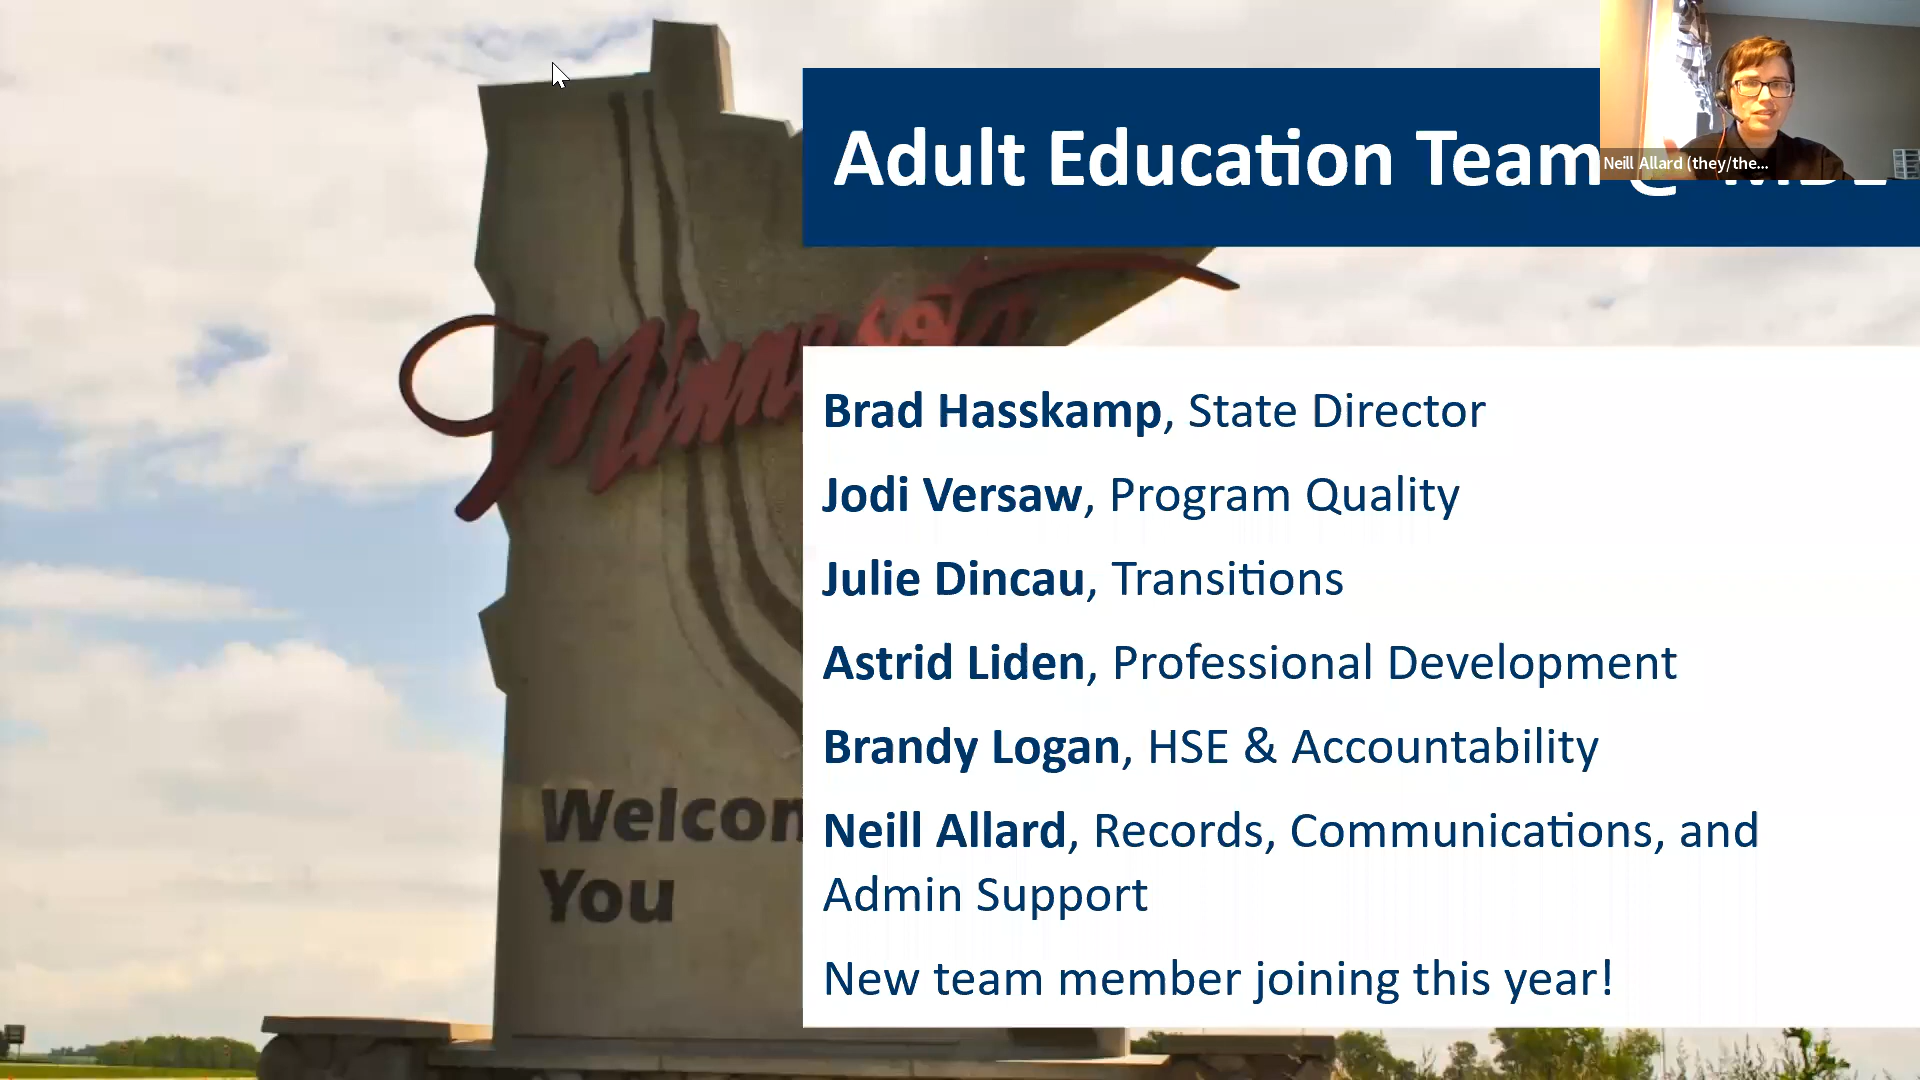 Adult Education Team @
Neill Allard (they/the...
Minnesota
Brad Hasskamp, State Director
Jodi Versaw, Program Quality
Julie Dincau, Transitions
Astrid Liden, Professional Development
Brandy Logan, HSE & Accountability
Welcom
You
Neill Allard, Records, Communications, and
Admin Support
New team member joining this year!